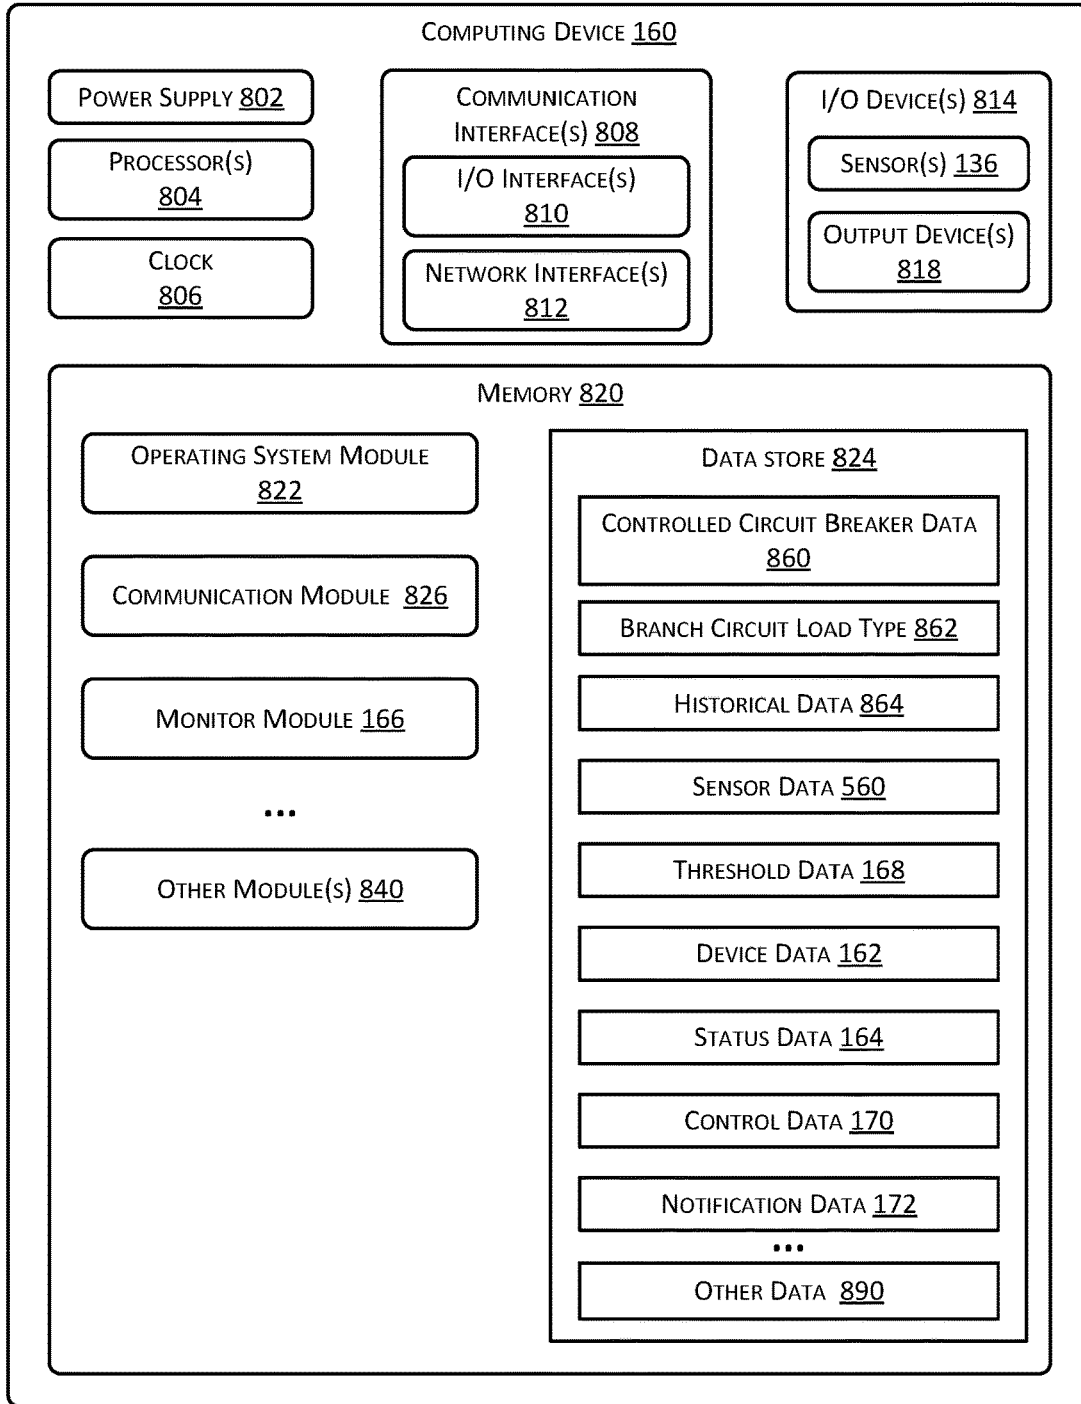 COMPUTING DEVICE 160
POWER SUPPLY 802
PROCESSOR(S)
804
CLOCK
806
COMMUNICATION
INTERFACE(S) 808
I/O INTERFACE(S)
810
NETWORK INTERFACE(S)
812
I/O DEVICE(S) 814
SENSOR(S) 136
OUTPUT DEVICE(S)
818
MEMORY 820
OPERATING SYSTEM MODULE
822
COMMUNICATION MODULE 826
MONITOR MODULE 166
...
OTHER MODULE(S) 840
DATA STORE 824
CONTROLLED CIRCUIT BREAKER DATA
860
BRANCH CIRCUIT LOAD TYPE 862
HISTORICAL DATA 864
SENSOR DATA 560
THRESHOLD DATA 168
DEVICE DATA 162
STATUS DATA 164
CONTROL DATA 170
NOTIFICATION DATA 172
...
OTHER DATA 890